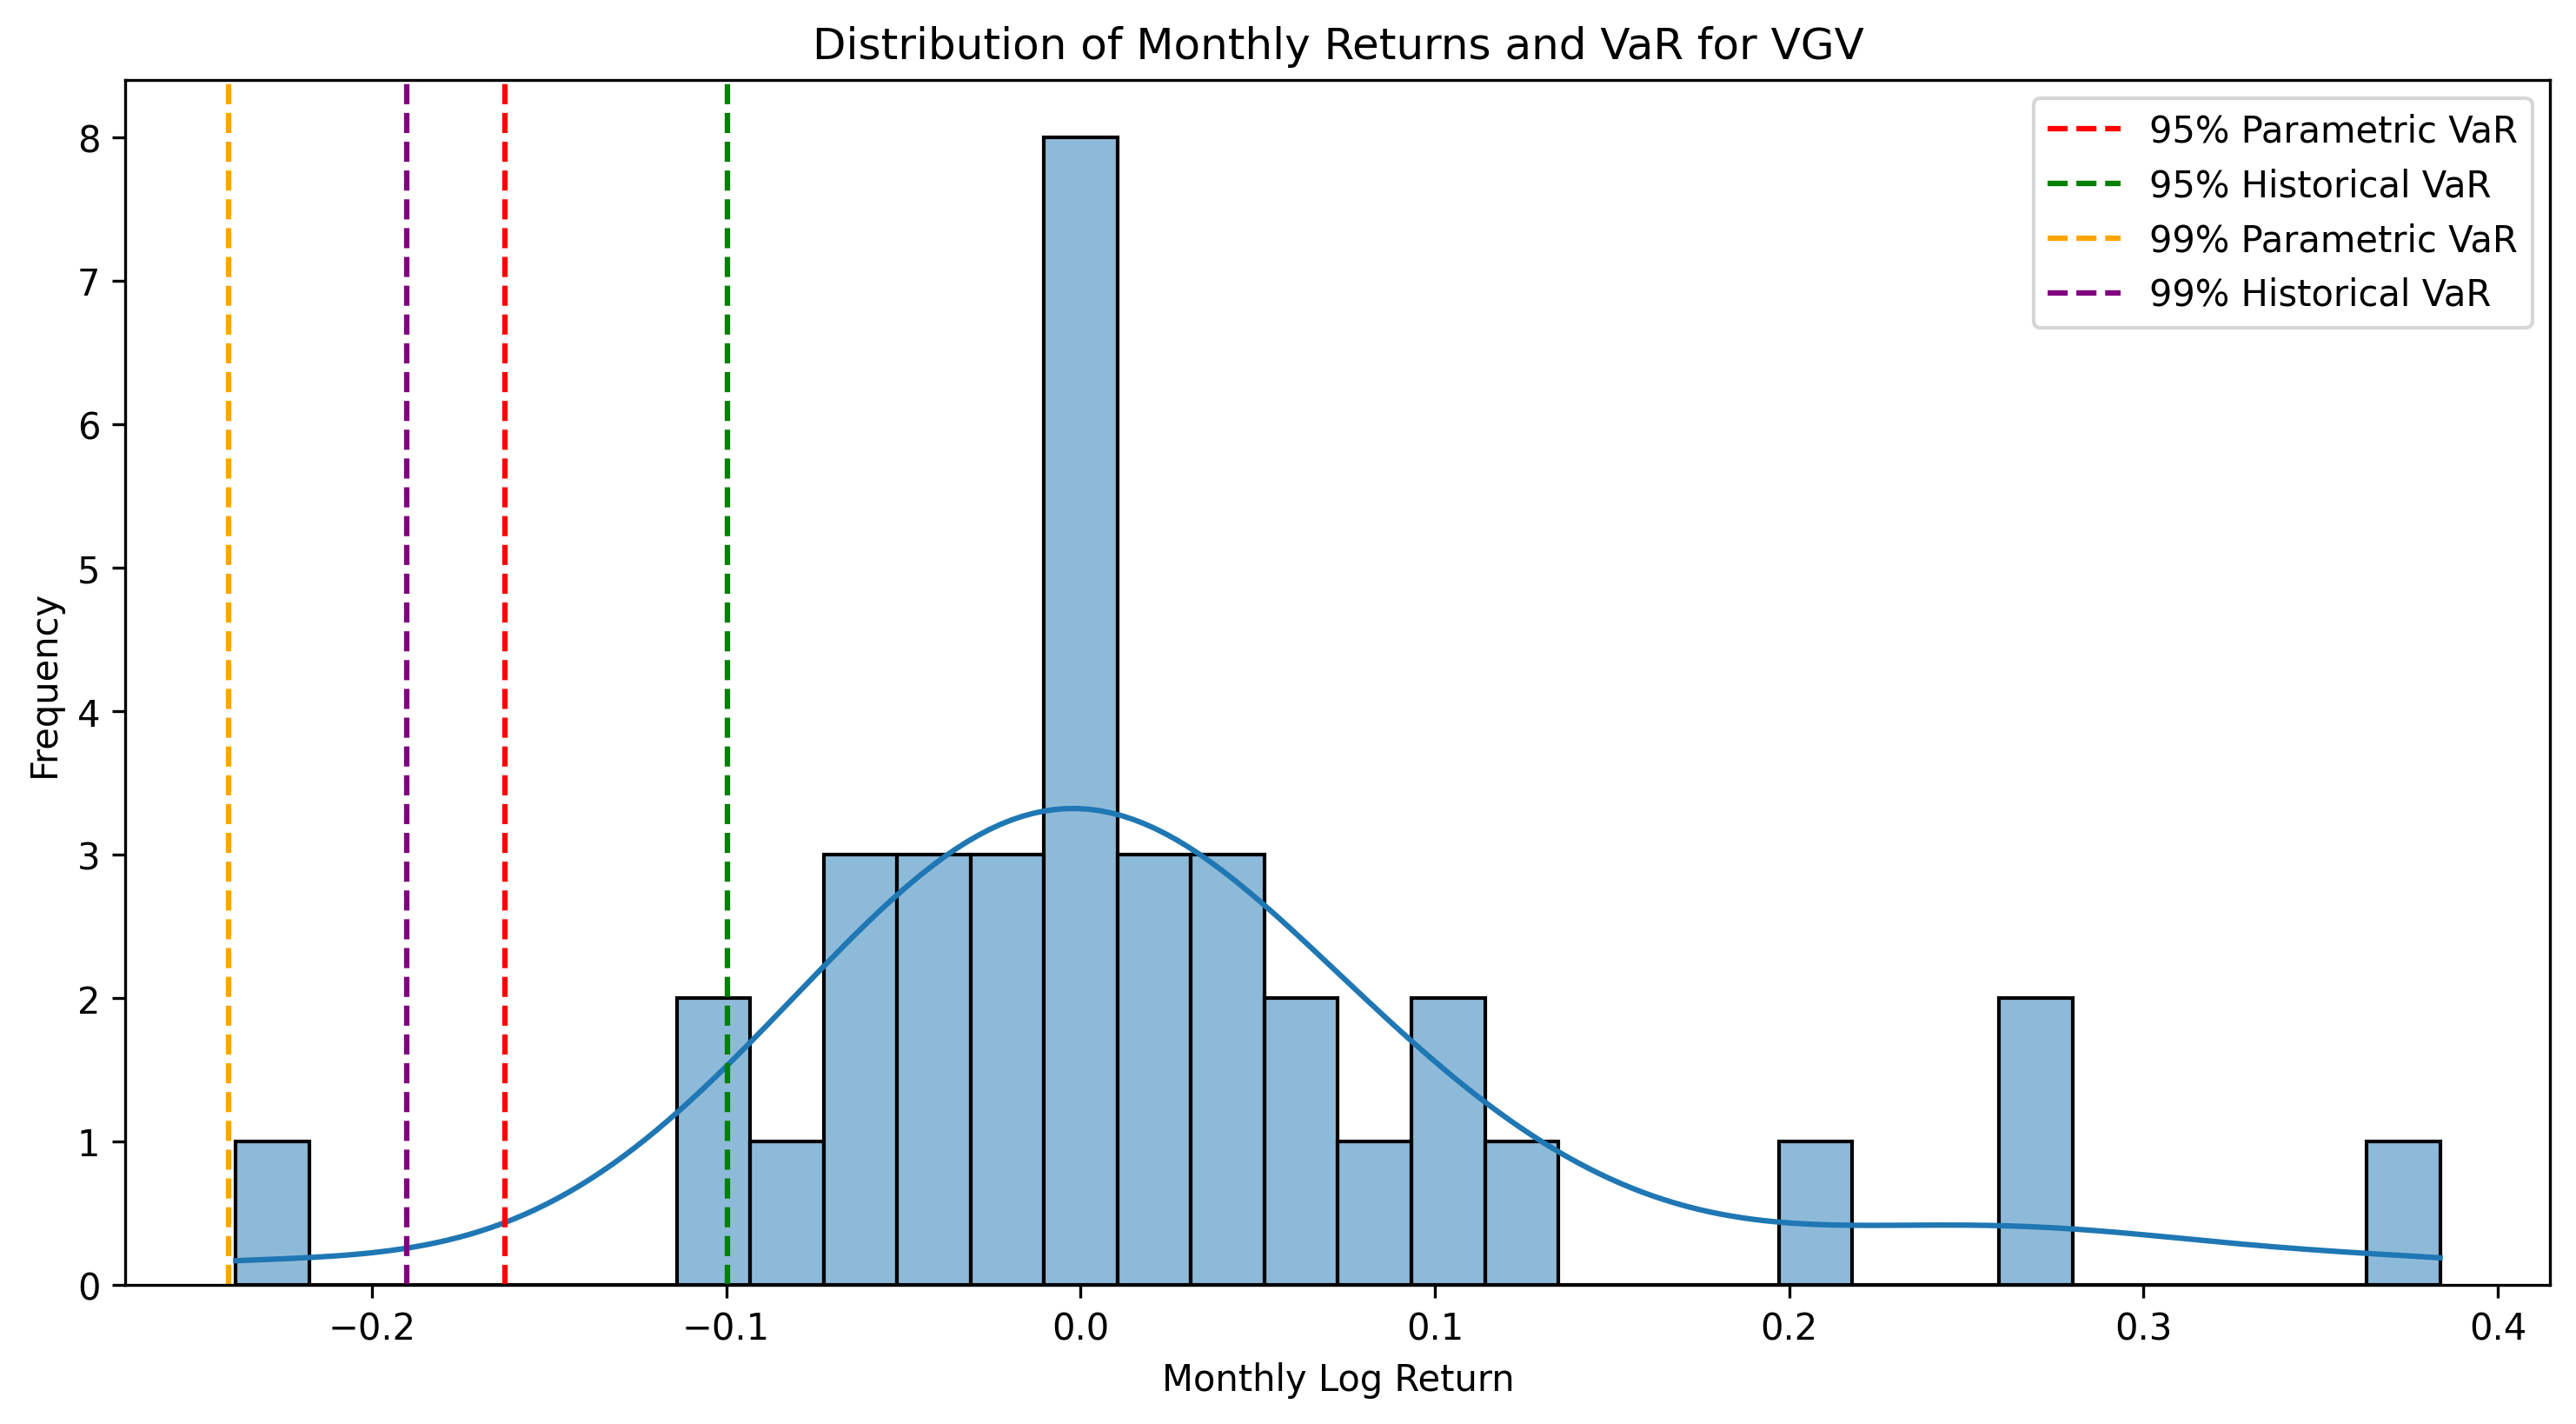 Distribution of Monthly Returns and VaR for VGV
95% Parametric VaR
95% Historical VaR
99% Parametric VaR
99% Historical VaR
8
7
6
5
4
3
2
1
0
Frequency
−0.2 −0.1 0.0 0.1 0.2 0.3 0.4
Monthly Log Return